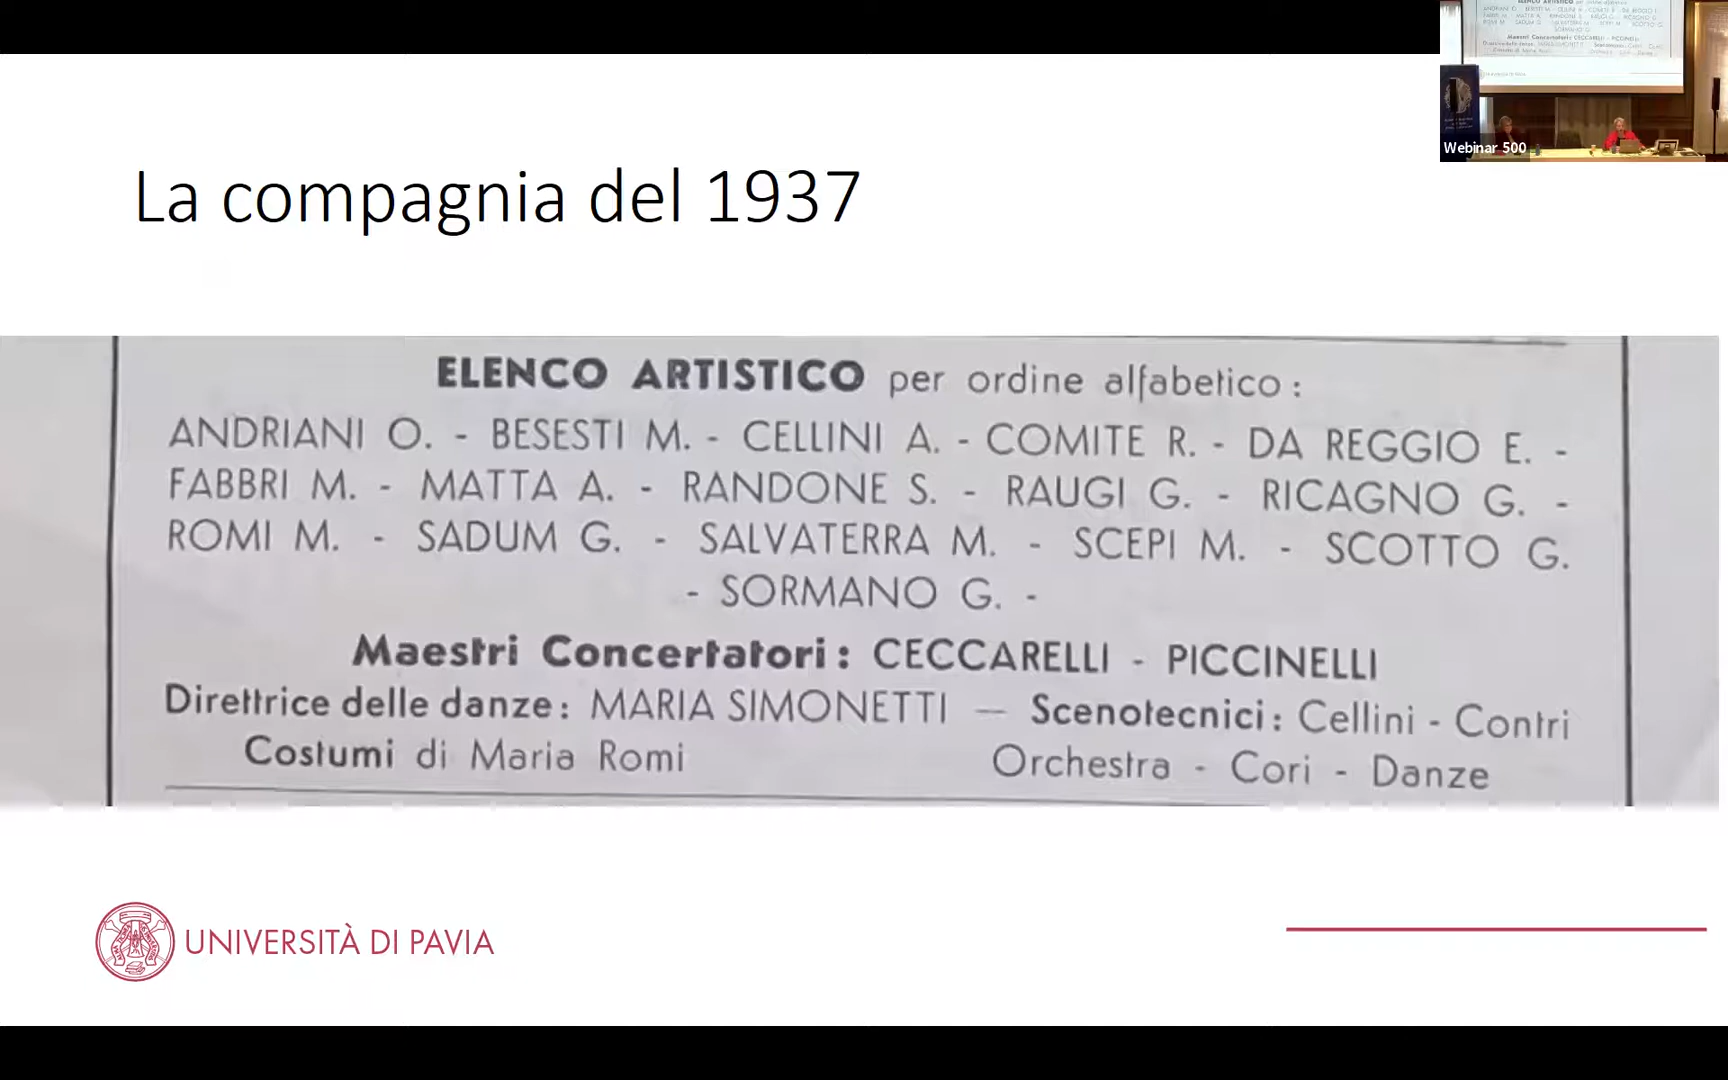 Webinar 500
La compagnia del 1937
ELENCO ARTISTICO per ordine alfabetico :
ANDRIANI O. - BESESTI M. - CELLINI A. - COMITE R. - DA REGGIO E. -
FABBRI M. - MATTA A. - RANDONE S. - RAUGI G. - RICAGNO G. -
ROMI M. - SADUM G. - SALVATERRA M. - SCEPI M. - SCOTTO G.
- SORMANO G. -
Maestri Concertatori : CECCARELLI - PICCINELLI
Direttrice delle danze : MARIA SIMONETTI — Scenotecnici : Cellini - Contri
Costumi di Maria Romi Orchestra - Cori - Danze
UNIVERSITÀ DI PAVIA